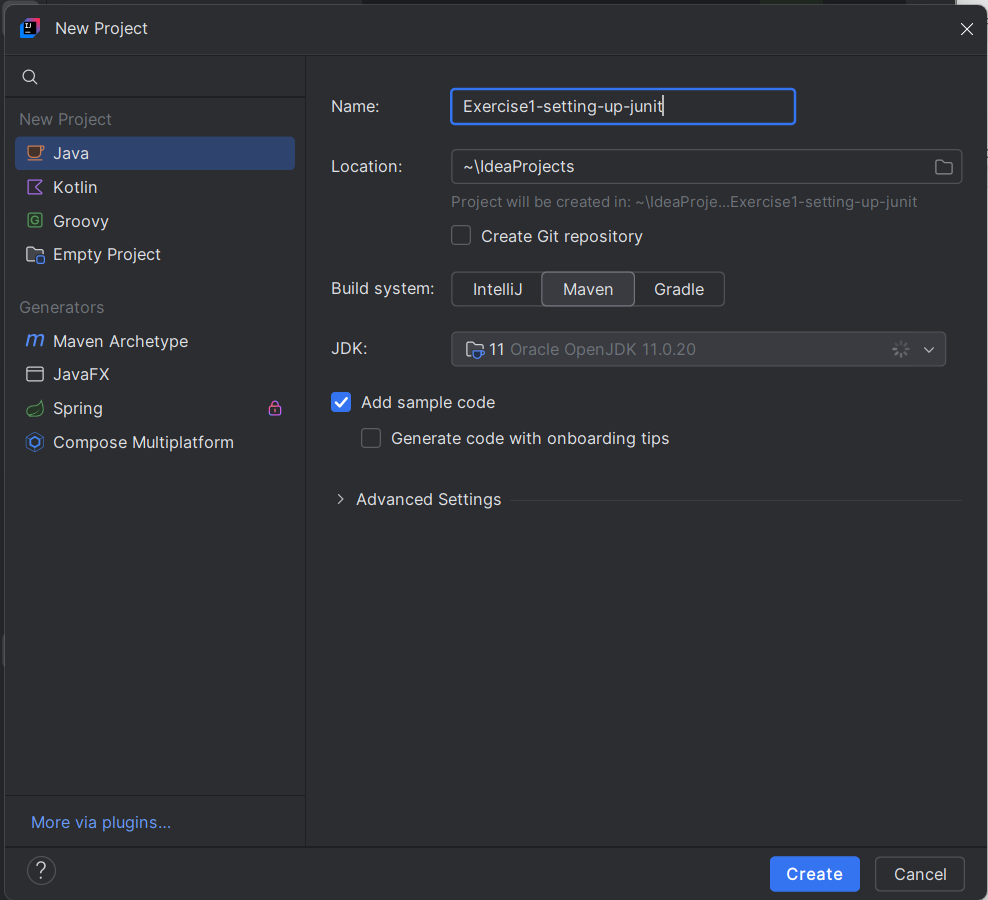 New Project
New Project
Java
Kotlin
Groovy
Empty Project
Generators
Maven Archetype
JavaFX
Spring
Compose Multiplatform
More via plugins...
?
Name: Exercise1-setting-up-junit
Location: ~\IdeaProjects
Project will be created in: ~\IdeaProje...Exercise1-setting-up-junit
Create Git repository
Build system: IntelliJ Maven Gradle
JDK: 11 Oracle OpenJDK 11.0.20
Add sample code
Generate code with onboarding tips
Advanced Settings
Create Cancel